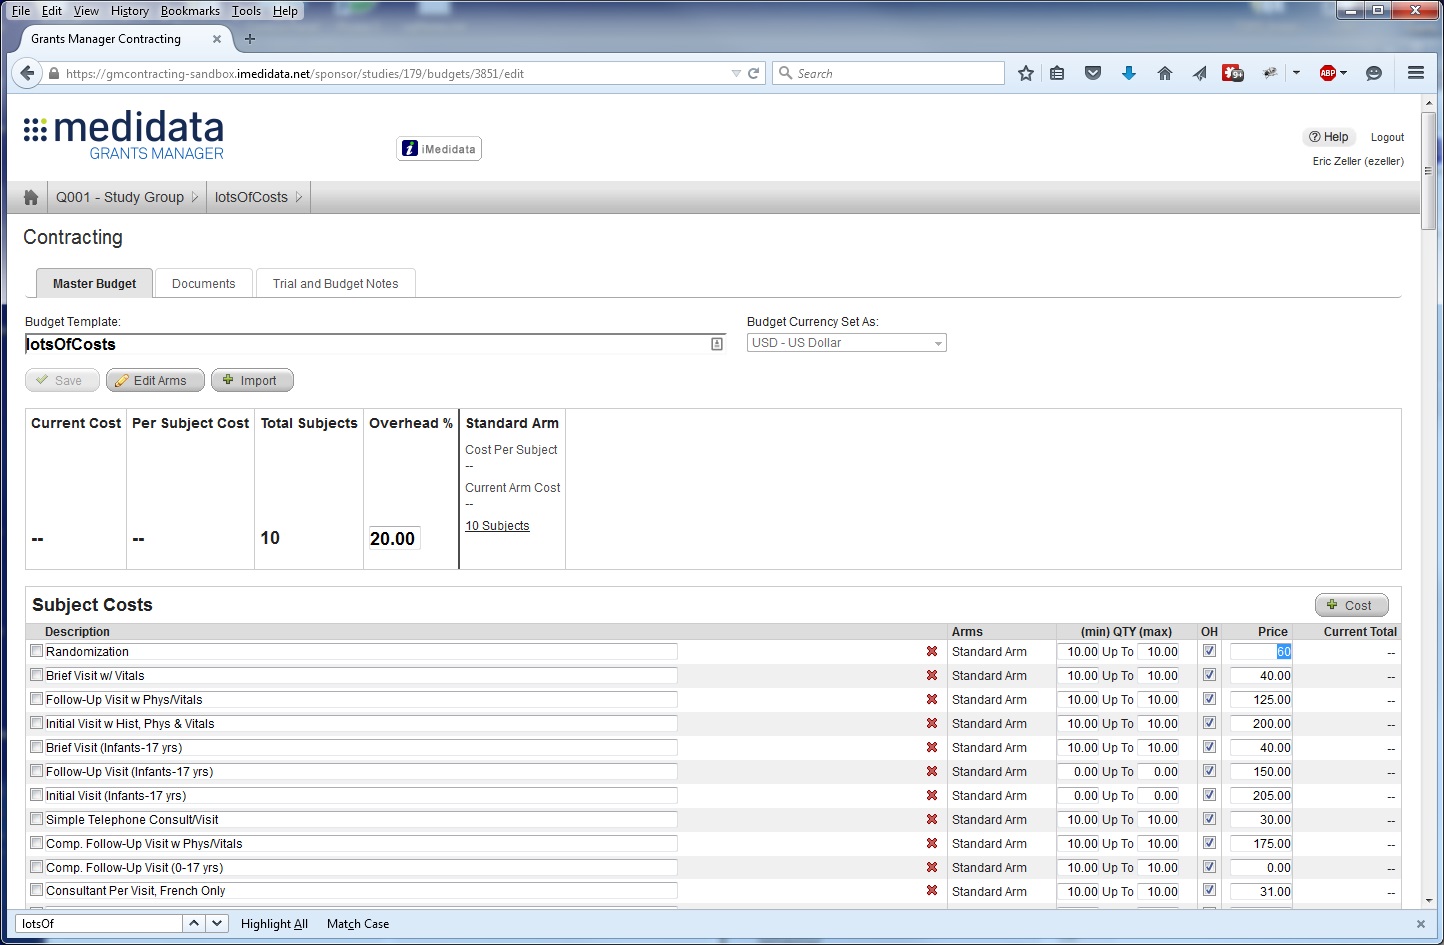 File Edit View History Bookmarks Tools Help
Grants Manager Contracting
https://gmcontracting-sandbox.imedidata.net/sponsor/studies/179/budgets/3851/edit
Search
9+
ABP
medidata
GRANTS MANAGER
iMedidata
Help Logout
Eric Zeller (ezeller)
Q001 - Study Group lotsOfCosts
Contracting
Master Budget Documents Trial and Budget Notes
Budget Template: Budget Currency Set As:
lotsOfCosts USD - US Dollar
Save Edit Arms Import
Current Cost Per Subject Cost Total Subjects Overhead % Standard Arm
Cost Per Subject
--
Current Arm Cost
--
10 Subjects
-- -- 10 20.00
Subject Costs Cost
Description Arms (min) QTY (max) OH Price Current Total
Randomization Standard Arm 10.00 Up To 10.00 60 --
Brief Visit w/ Vitals Standard Arm 10.00 Up To 10.00 40.00 --
Follow-Up Visit w Phys/Vitals Standard Arm 10.00 Up To 10.00 125.00 --
Initial Visit w Hist, Phys & Vitals Standard Arm 10.00 Up To 10.00 200.00 --
Brief Visit (Infants-17 yrs) Standard Arm 10.00 Up To 10.00 40.00 --
Follow-Up Visit (Infants-17 yrs) Standard Arm 0.00 Up To 0.00 150.00 --
Initial Visit (Infants-17 yrs) Standard Arm 0.00 Up To 0.00 205.00 --
Simple Telephone Consult/Visit Standard Arm 10.00 Up To 10.00 30.00 --
Comp. Follow-Up Visit w Phys/Vitals Standard Arm 10.00 Up To 10.00 175.00 --
Comp. Follow-Up Visit (0-17 yrs) Standard Arm 10.00 Up To 10.00 0.00 --
Consultant Per Visit, French Only Standard Arm 10.00 Up To 10.00 31.00 --
lotsOf Highlight All Match Case